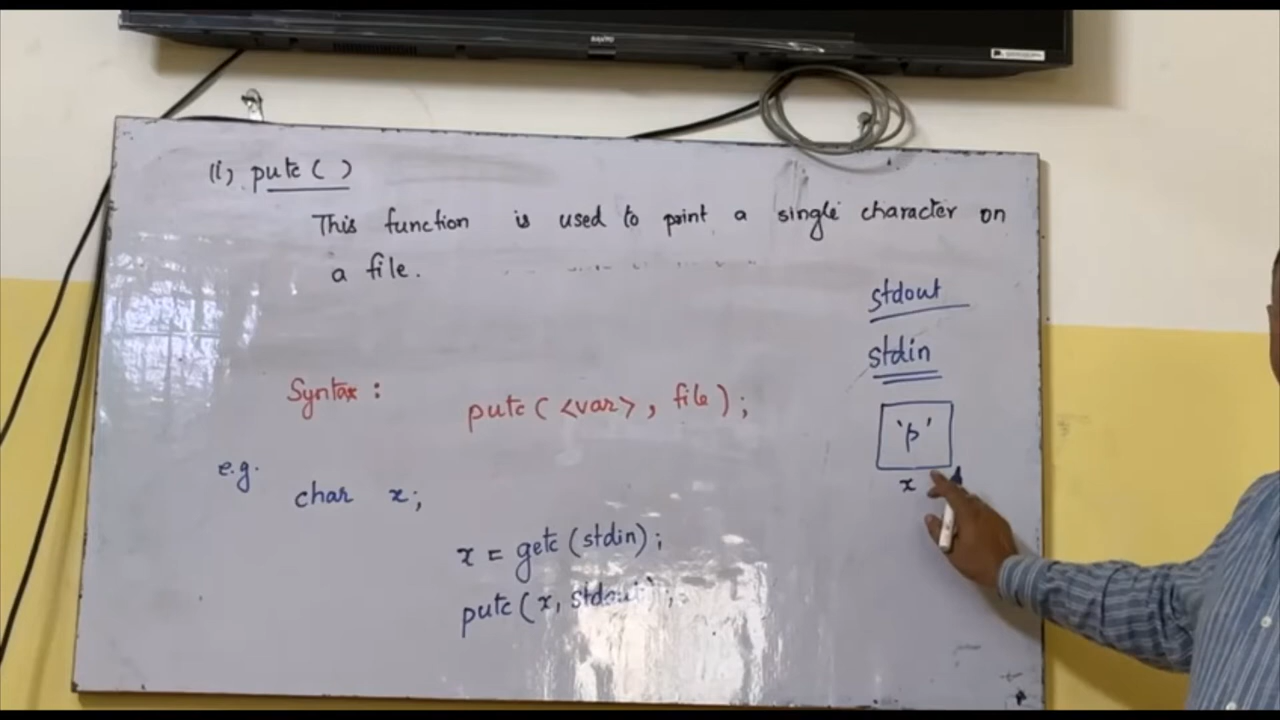 (i) putc ( )
This function is used to print a single character on
a file.
stdout
stdin
Syntax : putc ( <var> , file ) ;
'p'
x
e.g.
char x;
x = getc (stdin) ;
putc ( x, stdout) ;